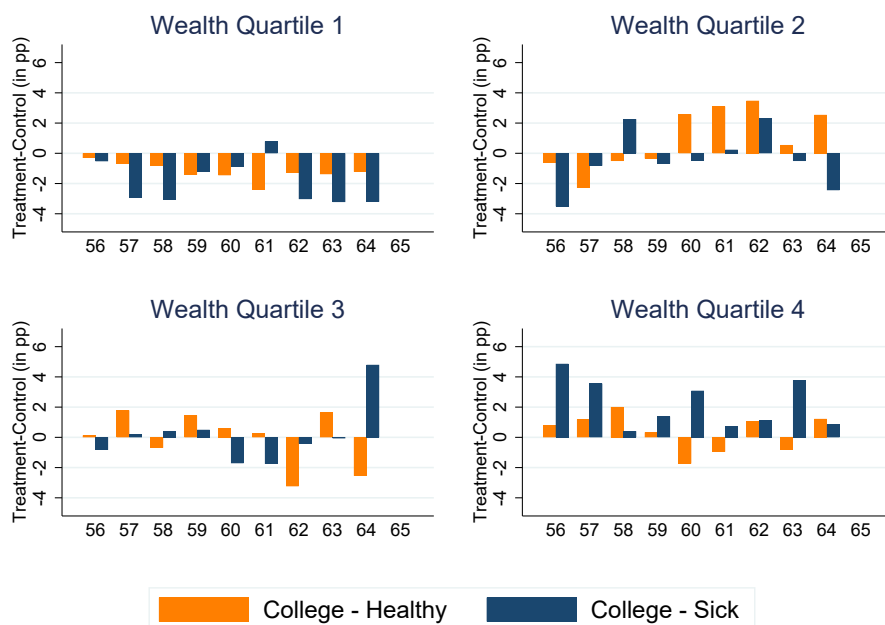 Wealth Quartile 1
Treatment-Control (in pp)
6
4
2
0
-2
-4
56 57 58 59 60 61 62 63 64 65
Wealth Quartile 2
Treatment-Control (in pp)
6
4
2
0
-2
-4
56 57 58 59 60 61 62 63 64 65
Wealth Quartile 3
Treatment-Control (in pp)
6
4
2
0
-2
-4
56 57 58 59 60 61 62 63 64 65
Wealth Quartile 4
Treatment-Control (in pp)
6
4
2
0
-2
-4
56 57 58 59 60 61 62 63 64 65
College - Healthy
College - Sick